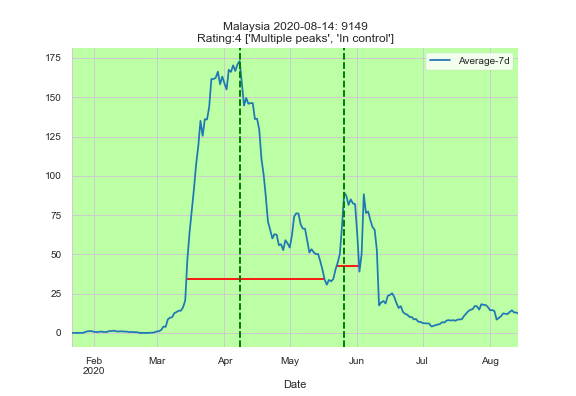 Malaysia 2020-08-14: 9149
Rating:4 ['Multiple peaks', 'In control']
Average-7d
175
150
125
100
75
50
25
0
Feb Mar Apr May Jun Jul Aug
2020
Date